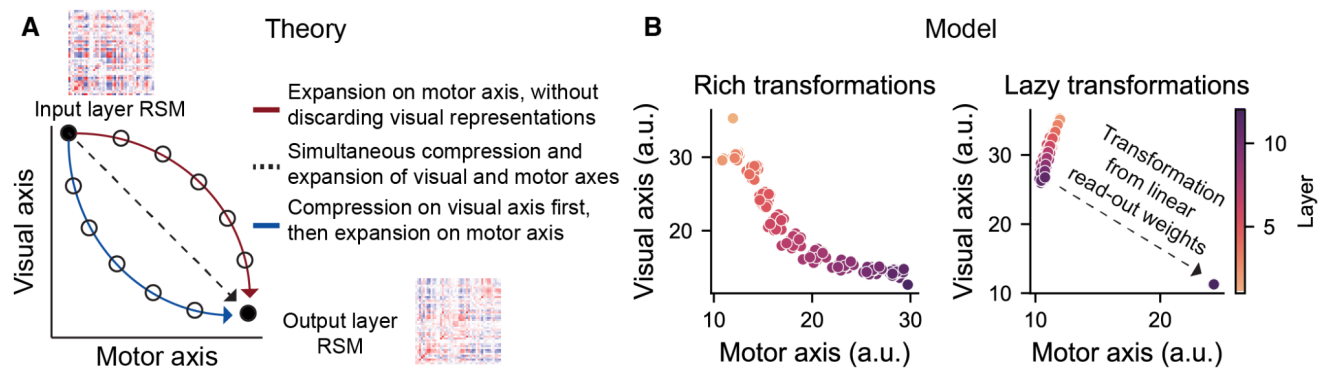 A
Theory
Input layer RSM
Visual axis
Motor axis
Expansion on motor axis, without
discarding visual representations
Simultaneous compression and
expansion of visual and motor axes
Compression on visual axis first,
then expansion on motor axis
Output layer
RSM
B
Model
Rich transformations
Visual axis (a.u.)
30
20
10
20
30
Motor axis (a.u.)
Lazy transformations
Visual axis (a.u.)
30
20
10
10
20
Motor axis (a.u.)
Transformation
from linear
read-out weights
10
5
Layer